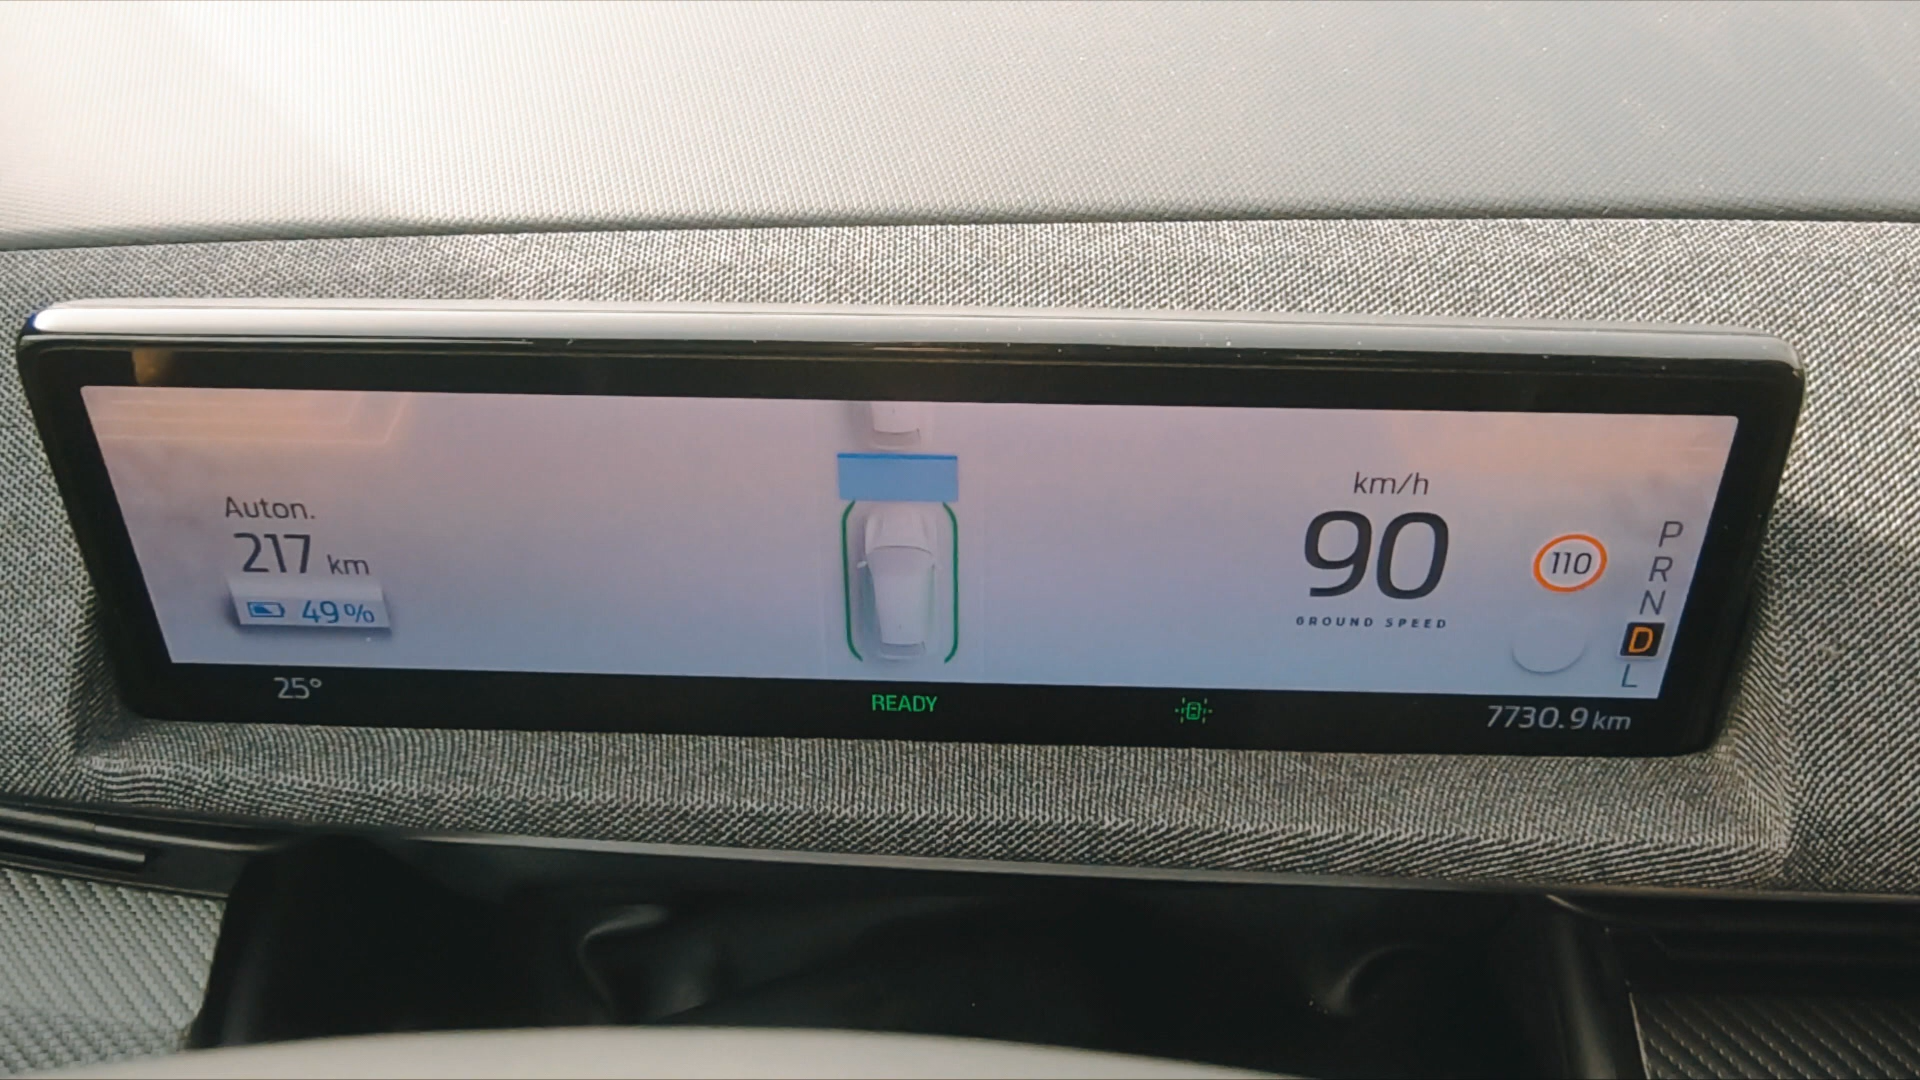 Auton.
217 km
49%
25°
READY
km/h
90
GROUND SPEED
110
P
R
N
D
L
7730.9 km